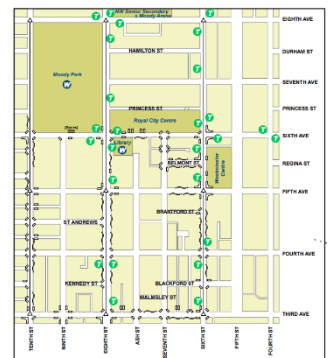 NW Senior Secondary
& Moody Arena
EIGHTH AVE
HAMILTON ST
DURHAM ST
Moody Park
W
SEVENTH AVE
PRINCESS ST
PRINCESS ST
Royal City Centre
SIXTH AVE
Library
W
BELMONT ST
Westminster
Centre
REGINA ST
FIFTH AVE
BRANTFORD ST
ST ANDREWS
FOURTH AVE
KENNEDY ST
BLACKFORD ST
WALMSLEY ST
THIRD AVE
TENTH ST
NINTH ST
EIGHTH ST
ASH ST
SEVENTH ST
SIXTH ST
FIFTH ST
FOURTH ST